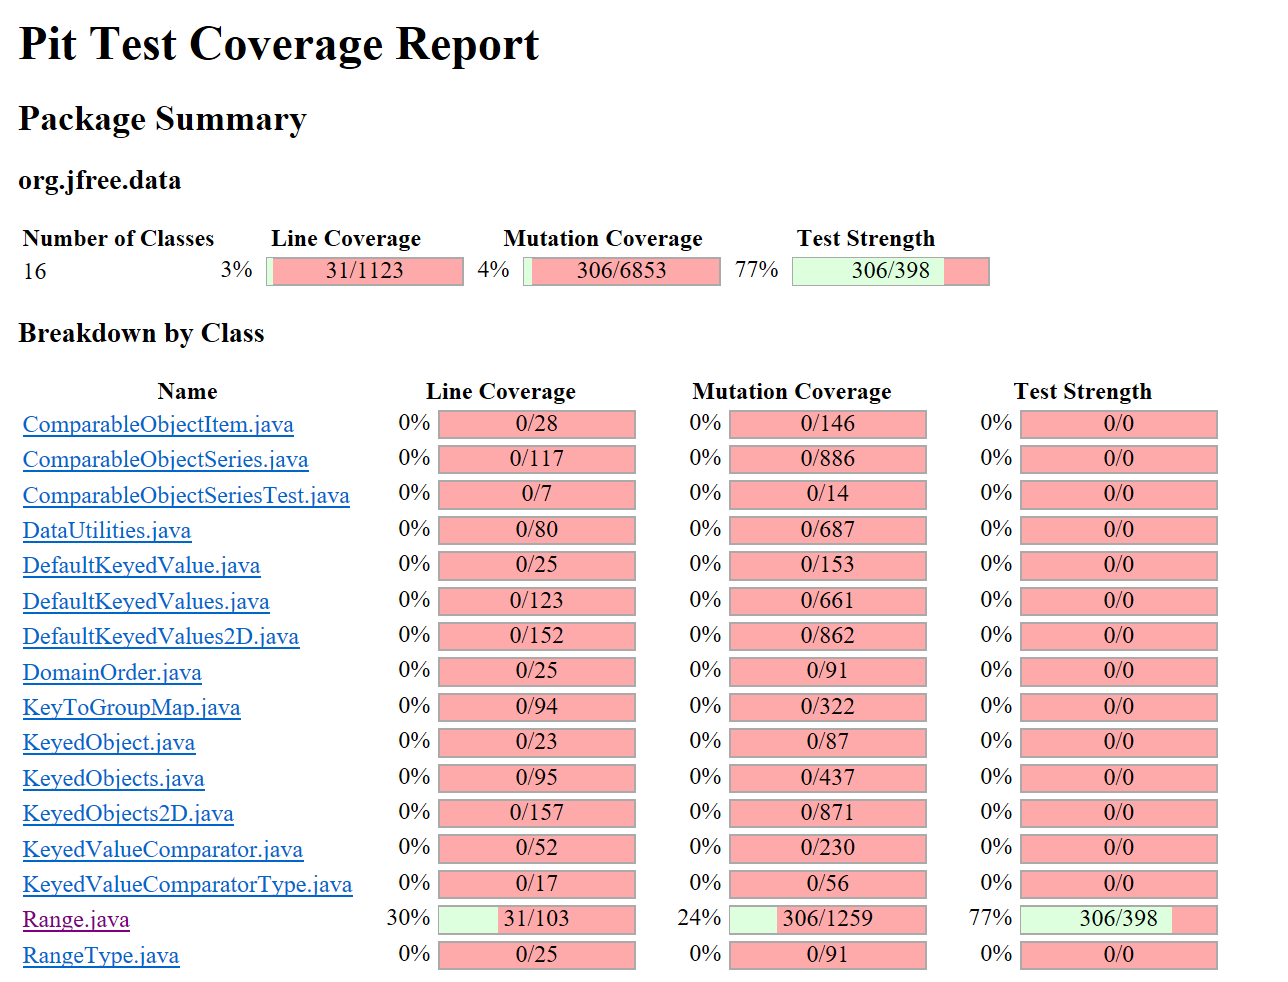 Pit Test Coverage Report
Package Summary
org.jfree.data
Number of Classes Line Coverage Mutation Coverage Test Strength
16 3% 31/1123 4% 306/6853 77% 306/398
Breakdown by Class
Name Line Coverage Mutation Coverage Test Strength
ComparableObjectItem.java 0% 0/28 0% 0/146 0% 0/0
ComparableObjectSeries.java 0% 0/117 0% 0/886 0% 0/0
ComparableObjectSeriesTest.java 0% 0/7 0% 0/14 0% 0/0
DataUtilities.java 0% 0/80 0% 0/687 0% 0/0
DefaultKeyedValue.java 0% 0/25 0% 0/153 0% 0/0
DefaultKeyedValues.java 0% 0/123 0% 0/661 0% 0/0
DefaultKeyedValues2D.java 0% 0/152 0% 0/862 0% 0/0
DomainOrder.java 0% 0/25 0% 0/91 0% 0/0
KeyToGroupMap.java 0% 0/94 0% 0/322 0% 0/0
KeyedObject.java 0% 0/23 0% 0/87 0% 0/0
KeyedObjects.java 0% 0/95 0% 0/437 0% 0/0
KeyedObjects2D.java 0% 0/157 0% 0/871 0% 0/0
KeyedValueComparator.java 0% 0/52 0% 0/230 0% 0/0
KeyedValueComparatorType.java 0% 0/17 0% 0/56 0% 0/0
Range.java 30% 31/103 24% 306/1259 77% 306/398
RangeType.java 0% 0/25 0% 0/91 0% 0/0